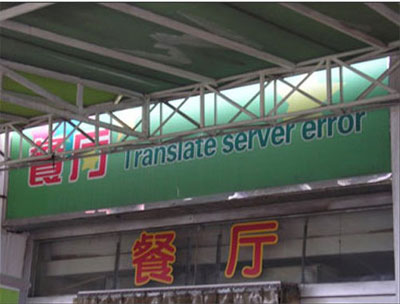 餐厅 Translate server error
餐厅